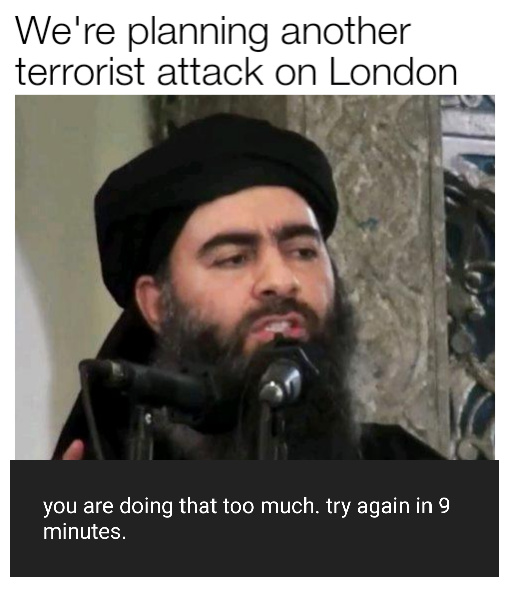 We're planning another
terrorist attack on London
you are doing that too much. try again in 9
minutes.